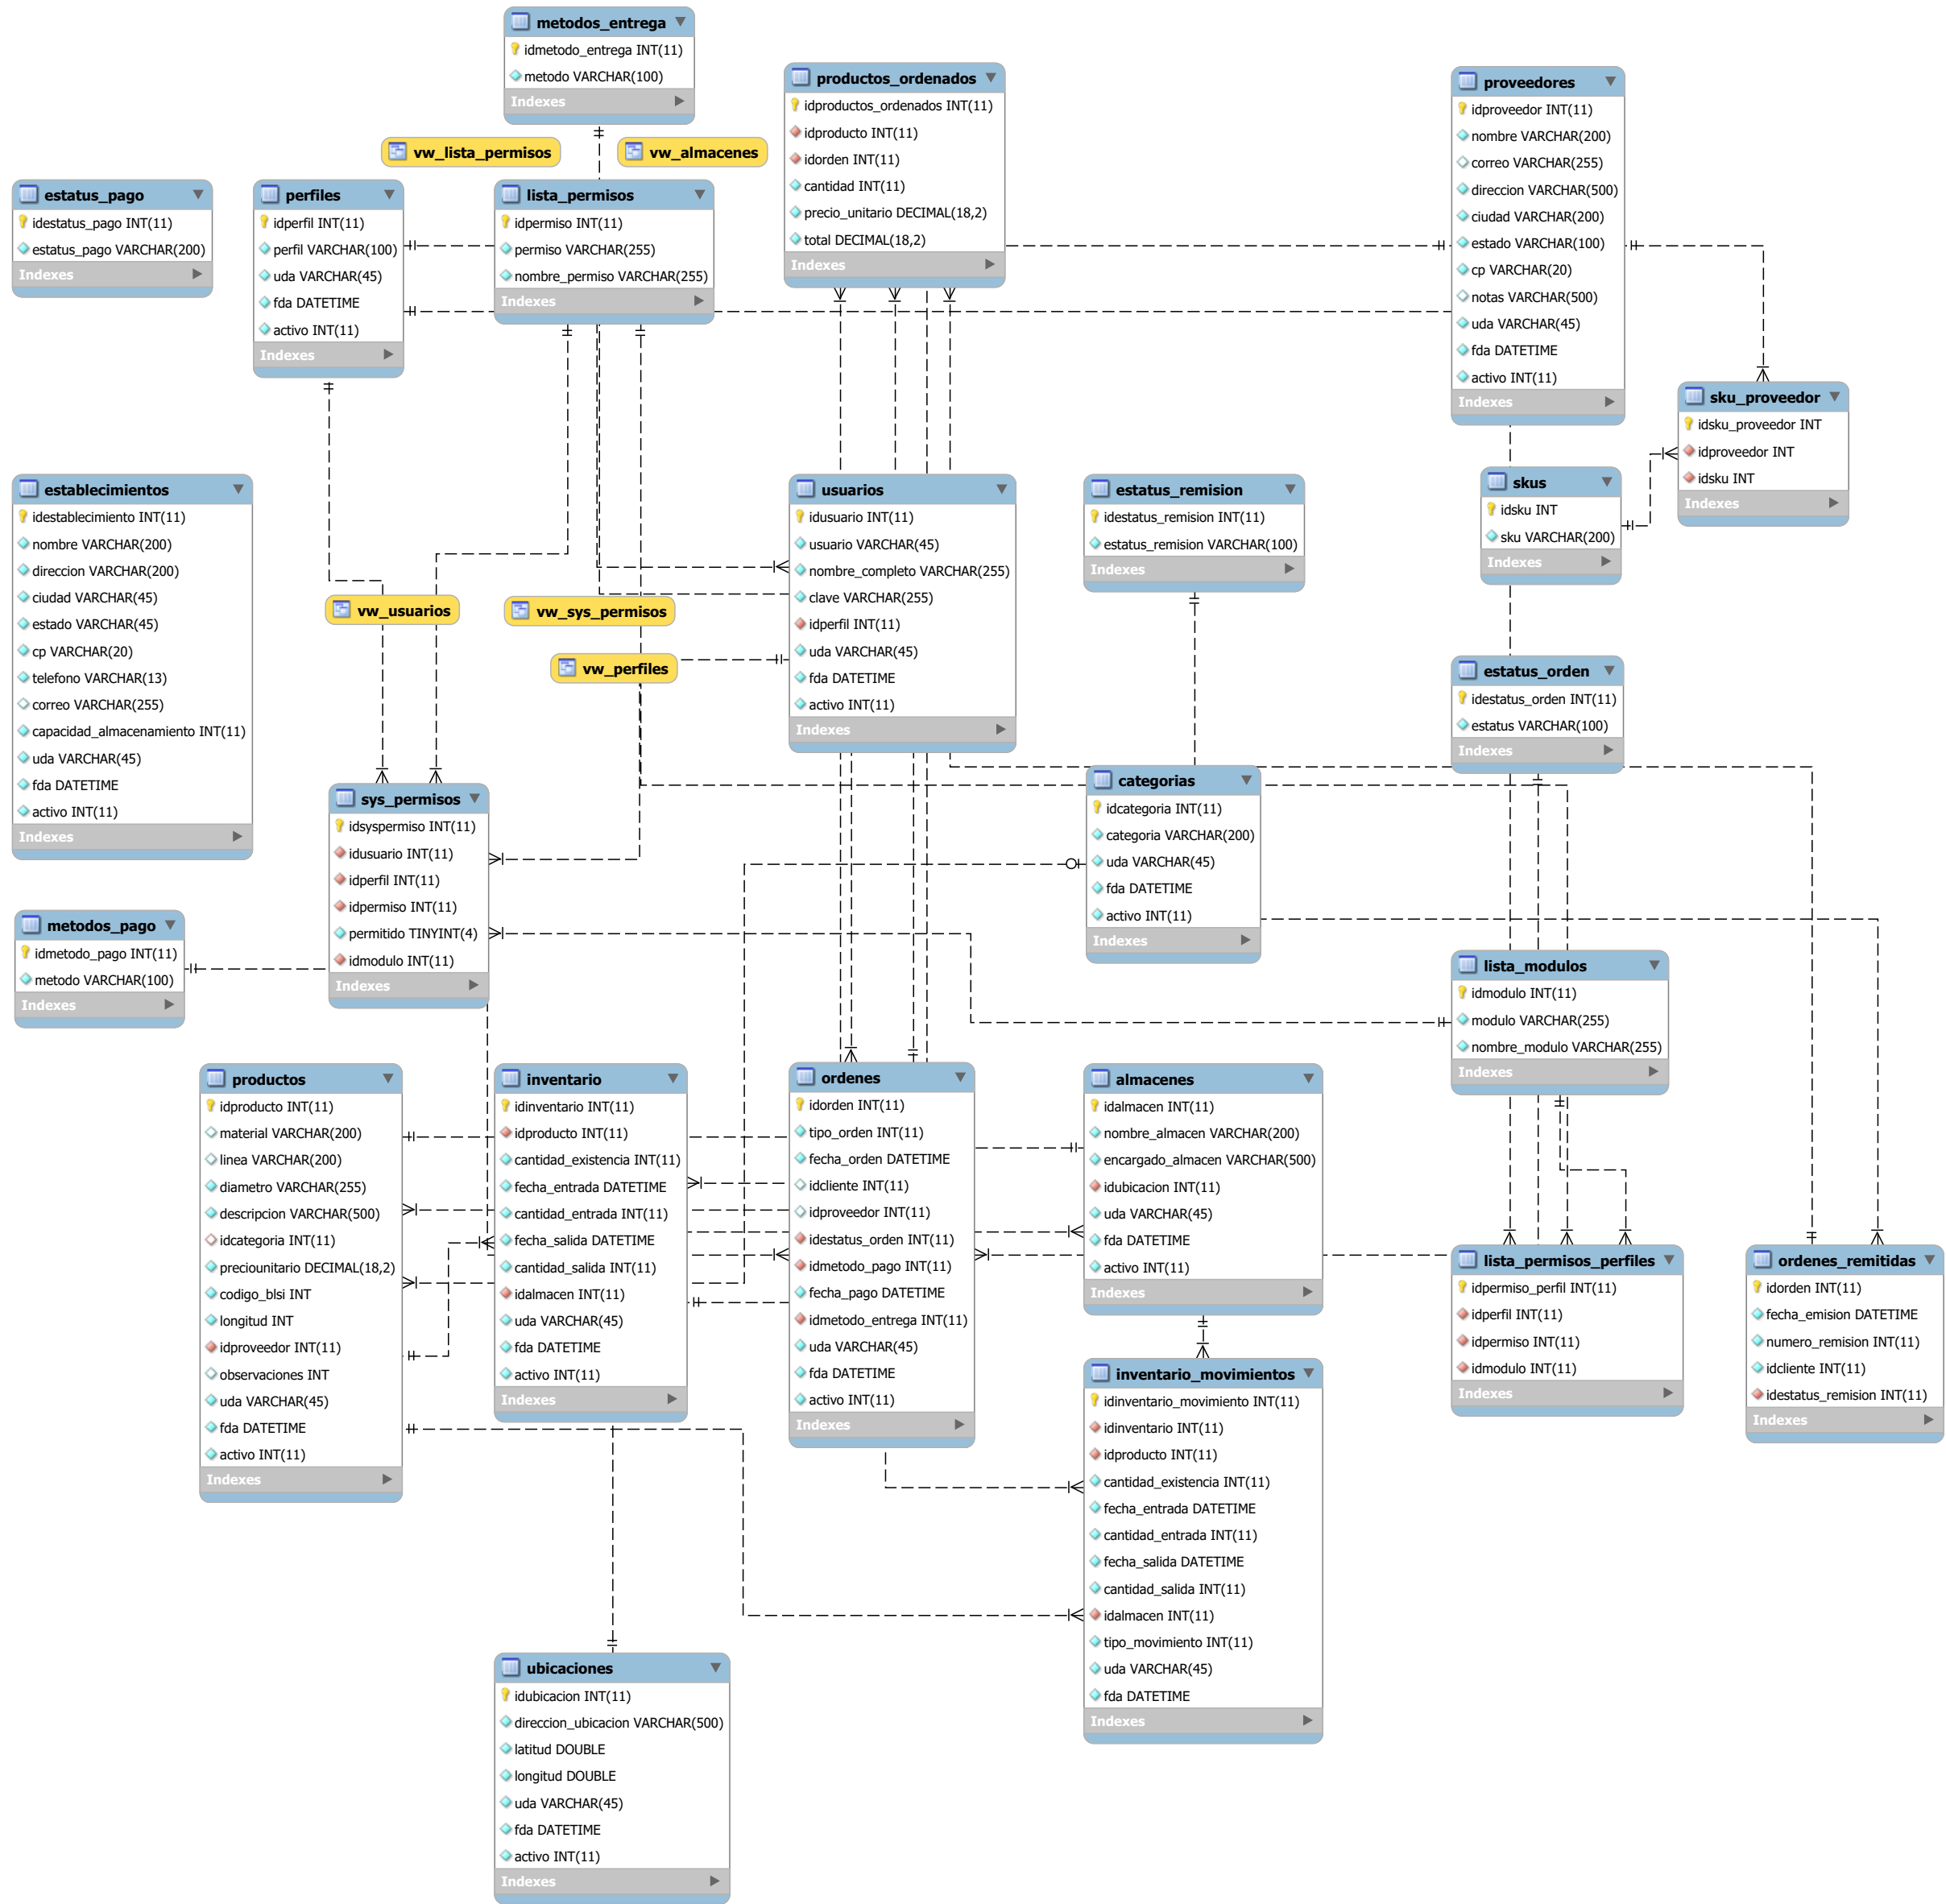 metodos_entrega
idmetodo_entrega INT(11)
metodo VARCHAR(100)
Indexes
productos_ordenados
idproductos_ordenados INT(11)
idproducto INT(11)
idorden INT(11)
cantidad INT(11)
precio_unitario DECIMAL(18,2)
total DECIMAL(18,2)
Indexes
proveedores
idproveedor INT(11)
nombre VARCHAR(200)
correo VARCHAR(255)
direccion VARCHAR(500)
ciudad VARCHAR(200)
estado VARCHAR(100)
cp VARCHAR(20)
notas VARCHAR(500)
uda VARCHAR(45)
fda DATETIME
activo INT(11)
Indexes
vw_lista_permisos
vw_almacenes
estatus_pago
idestatus_pago INT(11)
estatus_pago VARCHAR(200)
Indexes
perfiles
idperfil INT(11)
perfil VARCHAR(100)
uda VARCHAR(45)
fda DATETIME
activo INT(11)
Indexes
lista_permisos
idpermiso INT(11)
permiso VARCHAR(255)
nombre_permiso VARCHAR(255)
Indexes
sku_proveedor
idsku_proveedor INT
idproveedor INT
idsku INT
Indexes
establecimientos
idestablecimiento INT(11)
nombre VARCHAR(200)
direccion VARCHAR(200)
ciudad VARCHAR(45)
estado VARCHAR(45)
cp VARCHAR(20)
telefono VARCHAR(13)
correo VARCHAR(255)
capacidad_almacenamiento INT(11)
uda VARCHAR(45)
fda DATETIME
activo INT(11)
Indexes
usuarios
idusuario INT(11)
usuario VARCHAR(45)
nombre_completo VARCHAR(255)
clave VARCHAR(255)
idperfil INT(11)
uda VARCHAR(45)
fda DATETIME
activo INT(11)
Indexes
estatus_remision
idestatus_remision INT(11)
estatus_remision VARCHAR(100)
Indexes
skus
idsku INT
sku VARCHAR(200)
Indexes
vw_usuarios
vw_sys_permisos
vw_perfiles
estatus_orden
idestatus_orden INT(11)
estatus VARCHAR(100)
Indexes
sys_permisos
idsyspermiso INT(11)
idusuario INT(11)
idperfil INT(11)
idpermiso INT(11)
permitido TINYINT(4)
idmodulo INT(11)
Indexes
categorias
idcategoria INT(11)
categoria VARCHAR(200)
uda VARCHAR(45)
fda DATETIME
activo INT(11)
Indexes
metodos_pago
idmetodo_pago INT(11)
metodo VARCHAR(100)
Indexes
lista_modulos
idmodulo INT(11)
modulo VARCHAR(255)
nombre_modulo VARCHAR(255)
Indexes
productos
idproducto INT(11)
material VARCHAR(200)
linea VARCHAR(200)
diametro VARCHAR(255)
descripcion VARCHAR(500)
idcategoria INT(11)
preciounitario DECIMAL(18,2)
codigo_blsi INT
longitud INT
idproveedor INT(11)
observaciones INT
uda VARCHAR(45)
fda DATETIME
activo INT(11)
Indexes
inventario
idinventario INT(11)
idproducto INT(11)
cantidad_existencia INT(11)
fecha_entrada DATETIME
cantidad_entrada INT(11)
fecha_salida DATETIME
cantidad_salida INT(11)
idalmacen INT(11)
uda VARCHAR(45)
fda DATETIME
activo INT(11)
Indexes
ordenes
idorden INT(11)
tipo_orden INT(11)
fecha_orden DATETIME
idcliente INT(11)
idproveedor INT(11)
idestatus_orden INT(11)
idmetodo_pago INT(11)
fecha_pago DATETIME
idmetodo_entrega INT(11)
uda VARCHAR(45)
fda DATETIME
activo INT(11)
Indexes
almacenes
idalmacen INT(11)
nombre_almacen VARCHAR(200)
encargado_almacen VARCHAR(500)
idubicacion INT(11)
uda VARCHAR(45)
fda DATETIME
activo INT(11)
Indexes
lista_permisos_perfiles
idpermiso_perfil INT(11)
idperfil INT(11)
idpermiso INT(11)
idmodulo INT(11)
Indexes
ordenes_remitidas
idorden INT(11)
fecha_emision DATETIME
numero_remision INT(11)
idcliente INT(11)
idestatus_remision INT(11)
Indexes
inventario_movimientos
idinventario_movimiento INT(11)
idinventario INT(11)
idproducto INT(11)
cantidad_existencia INT(11)
fecha_entrada DATETIME
cantidad_entrada INT(11)
fecha_salida DATETIME
cantidad_salida INT(11)
idalmacen INT(11)
tipo_movimiento INT(11)
uda VARCHAR(45)
fda DATETIME
Indexes
ubicaciones
idubicacion INT(11)
direccion_ubicacion VARCHAR(500)
latitud DOUBLE
longitud DOUBLE
uda VARCHAR(45)
fda DATETIME
activo INT(11)
Indexes